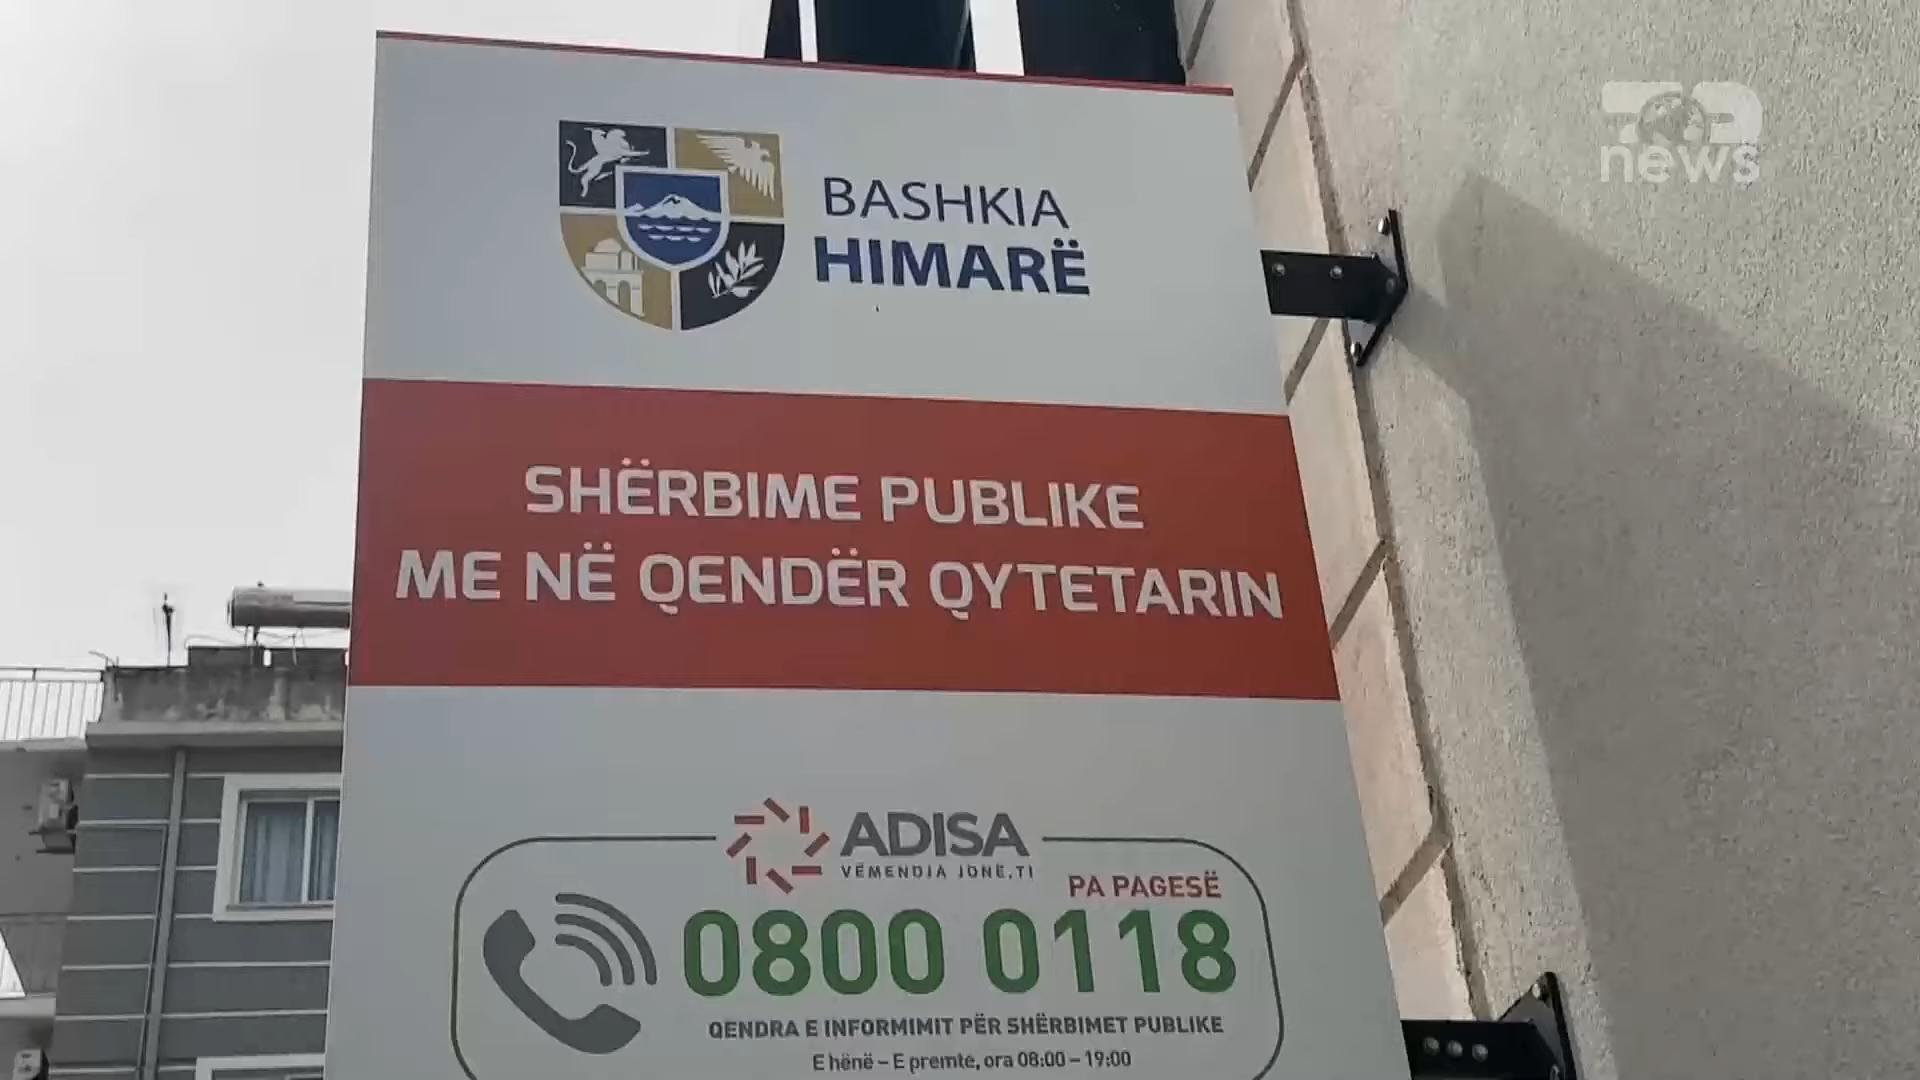 news
BASHKIA
HIMARË
SHËRBIME PUBLIKE
ME NË QENDËR QYTETARIN
ADISA
VËMENDJA JONË, TI
PA PAGESË
0800 0118
QENDRA E INFORMIMIT PËR SHËRBIMET PUBLIKE
E hënë – E premte, ora 08:00 – 19:00